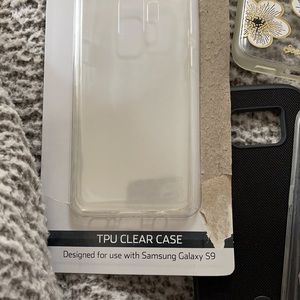 TPU CLEAR CASE
Designed for use with Samsung Galaxy S9